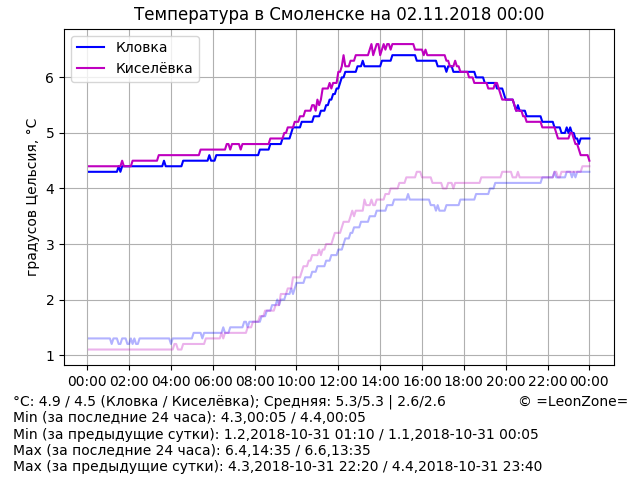 Температура в Смоленске на 02.11.2018 00:00
Кловка
Киселёвка
градусов Цельсия, °C
6
5
4
3
2
1
00:00 02:00 04:00 06:00 08:00 10:00 12:00 14:00 16:00 18:00 20:00 22:00 00:00
°C: 4.9 / 4.5 (Кловка / Киселёвка); Средняя: 5.3/5.3 | 2.6/2.6 © =LeonZone=
Min (за последние 24 часа): 4.3,00:05 / 4.4,00:05
Min (за предыдущие сутки): 1.2,2018-10-31 01:10 / 1.1,2018-10-31 00:05
Max (за последние 24 часа): 6.4,14:35 / 6.6,13:35
Max (за предыдущие сутки): 4.3,2018-10-31 22:20 / 4.4,2018-10-31 23:40